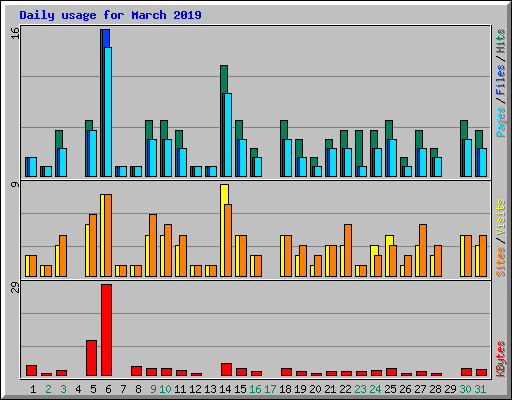 Daily usage for March 2019
16
Pages / Files / Hits
9
Sites / Visits
29
KBytes
1 2 3 4 5 6 7 8 9 10 11 12 13 14 15 16 17 18 19 20 21 22 23 24 25 26 27 28 29 30 31